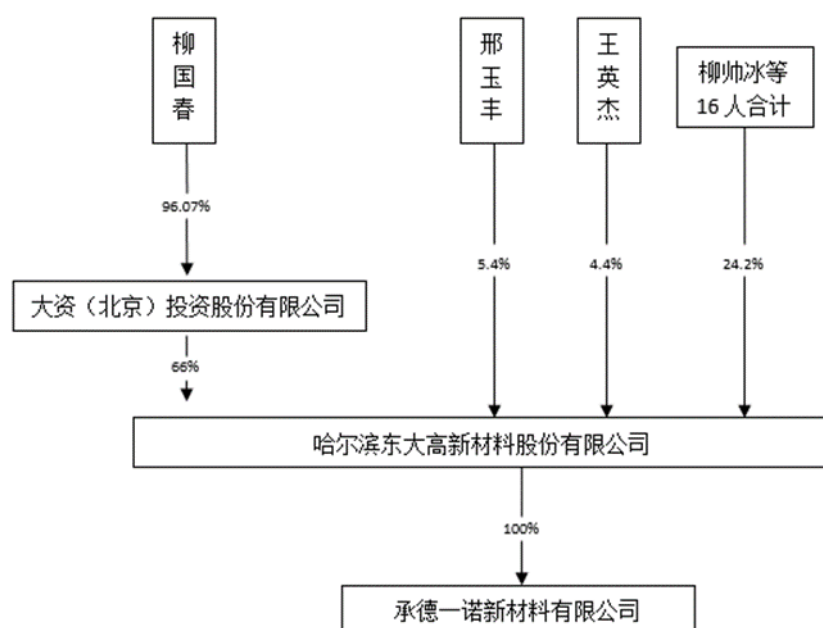 柳国春
邢玉丰
王英杰
柳帅冰等
16人合计
96.07%
5.4%
4.4%
24.2%
大资（北京）投资股份有限公司
66%
哈尔滨东大高新材料股份有限公司
100%
承德一诺新材料有限公司